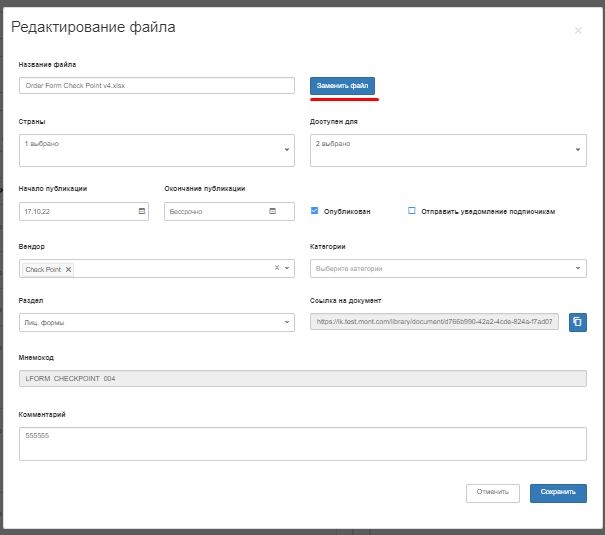 Редактирование файла
×
Название файла
Order Form Check Point v4.xlsx
Заменить файл
Страны
Доступен для
1 выбрано
2 выбрано
Начало публикации
Окончание публикации
17.10.22
Бессрочно
Опубликован
Отправить уведомление подписчикам
Вендор
Категории
Check Point ×
×
Выберите категории
Раздел
Ссылка на документ
Лиц. формы
https://lk.test.mont.com/library/document/d766b990-42a2-4cde-824a-f7ad07
Мнемокод
LFORM_CHECKPOINT_004
Комментарий
555555
Отменить
Сохранить